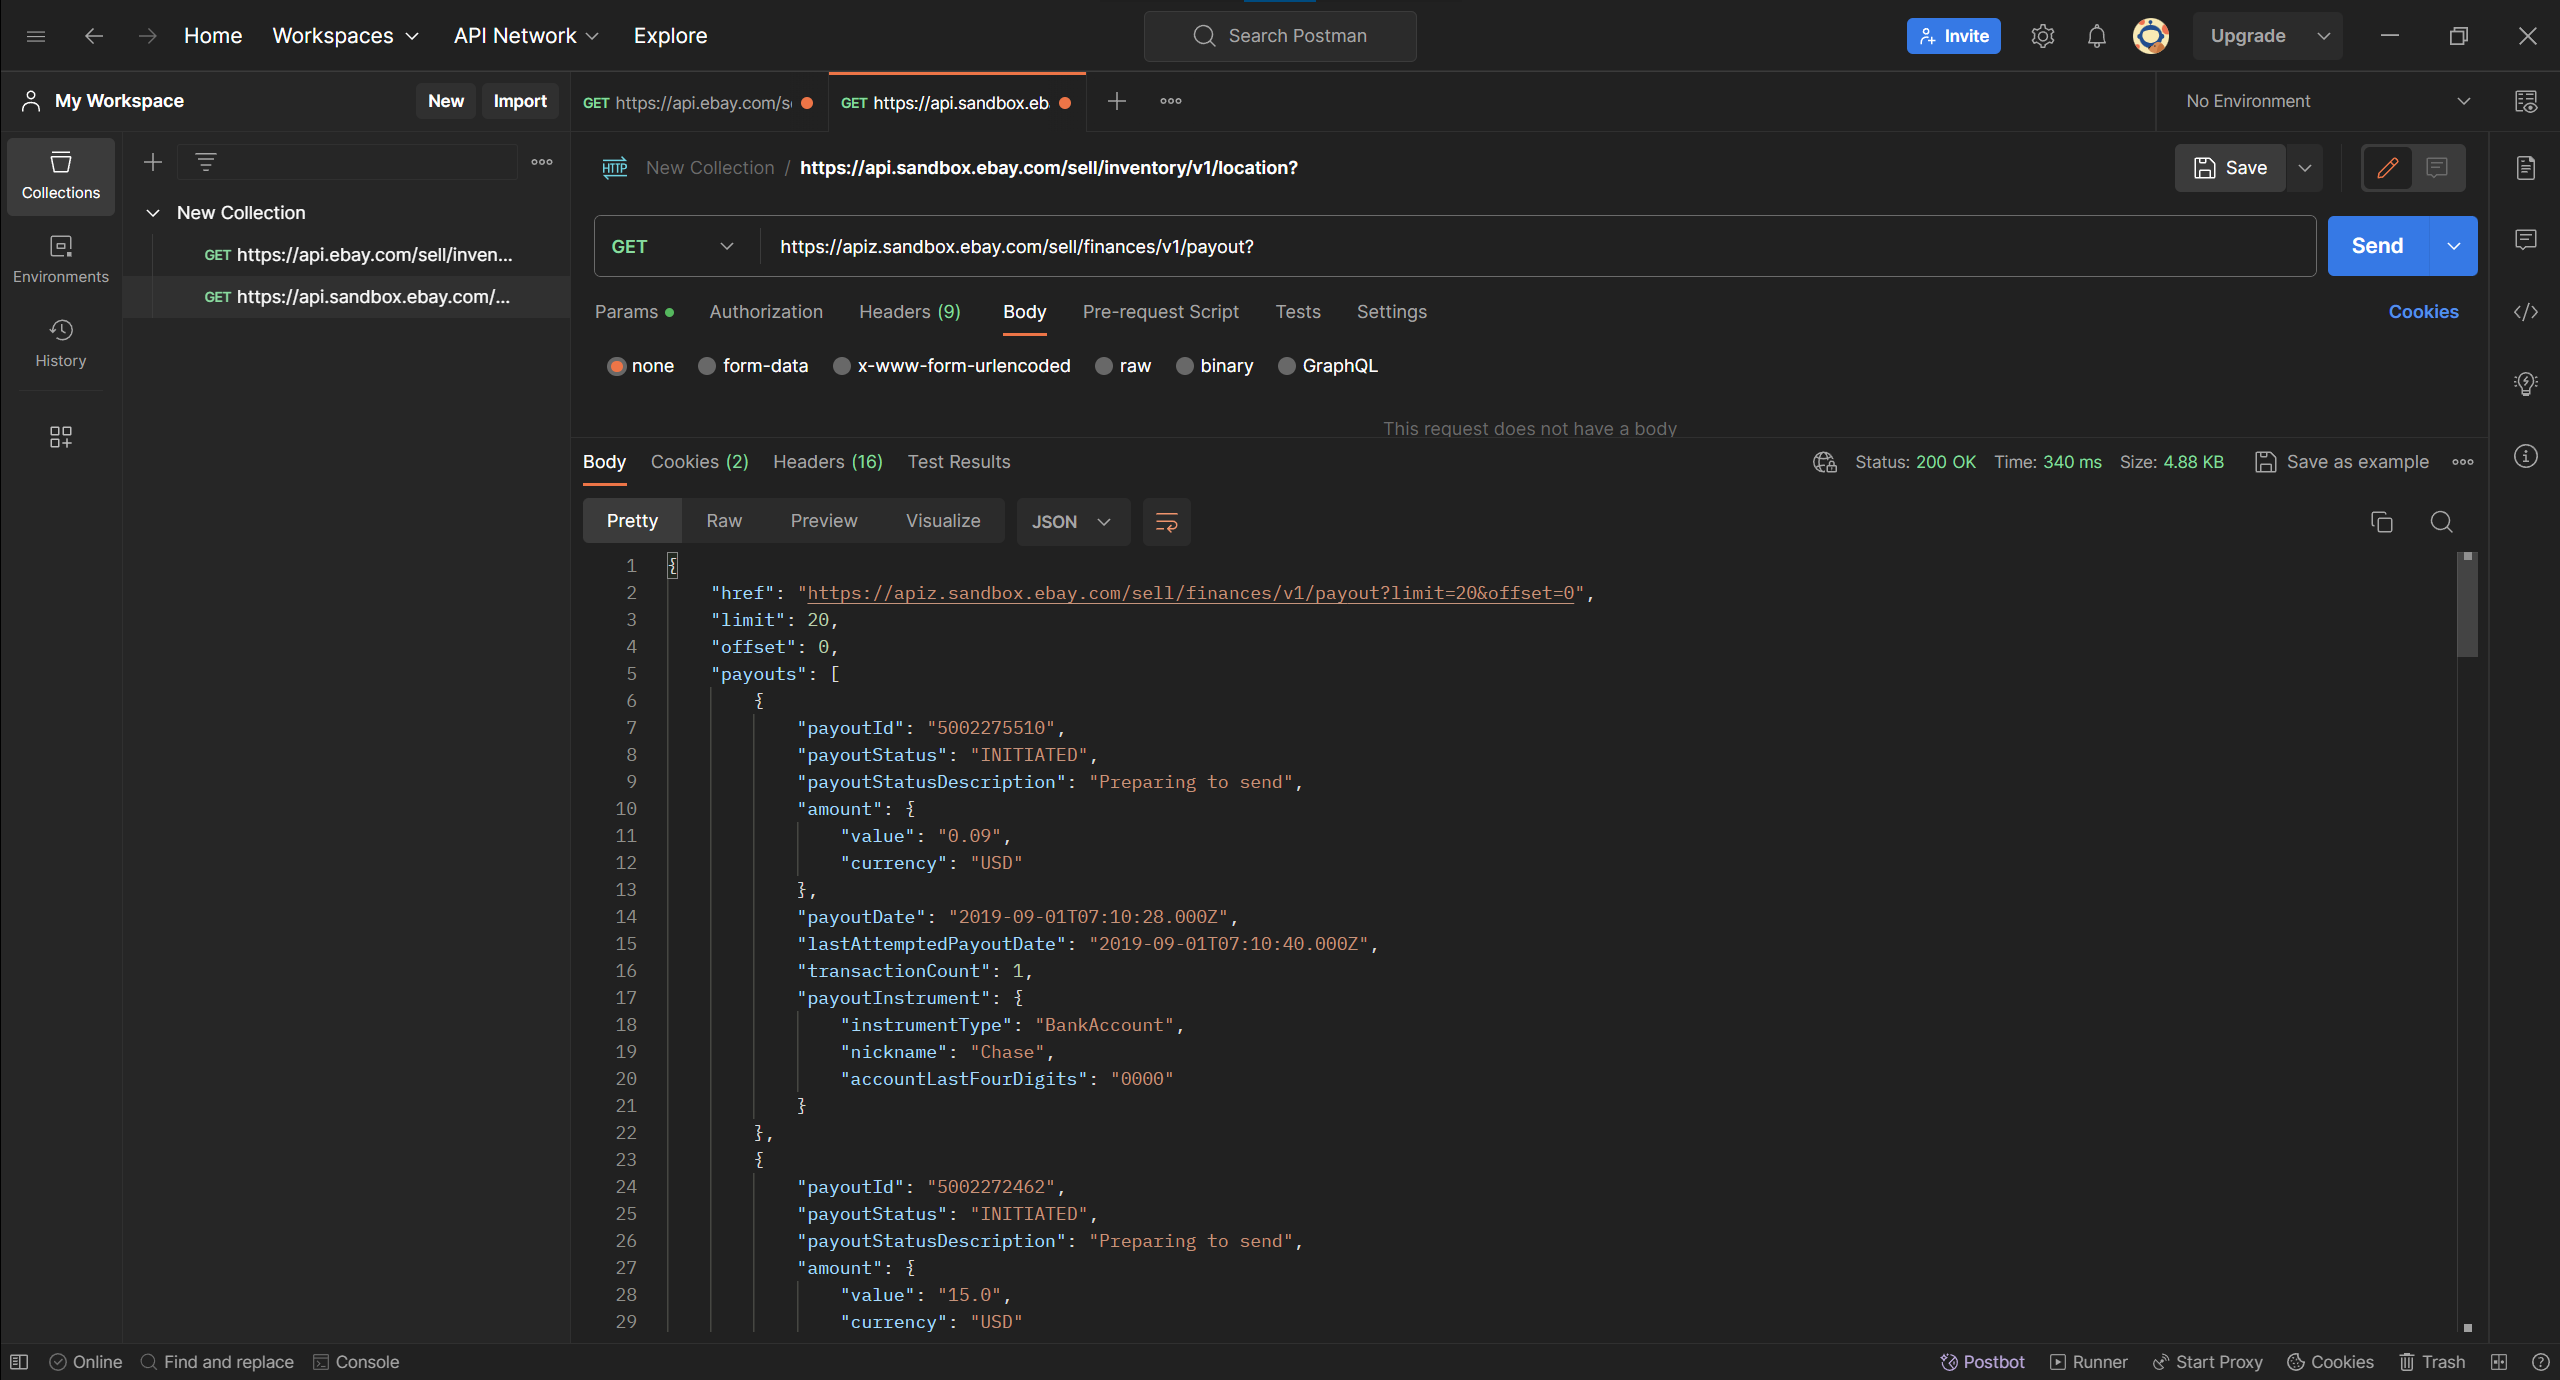 Home Workspaces API Network Explore Search Postman Invite Upgrade
My Workspace New Import GET https://api.ebay.com/s GET https://api.sandbox.eb No Environment
Collections
Environments
History
New Collection
GET https://api.ebay.com/sell/inven...
GET https://api.sandbox.ebay.com/...
HTTP New Collection / https://api.sandbox.ebay.com/sell/inventory/v1/location? Save
GET https://apiz.sandbox.ebay.com/sell/finances/v1/payout? Send
Params Authorization Headers (9) Body Pre-request Script Tests Settings Cookies
none form-data x-www-form-urlencoded raw binary GraphQL
This request does not have a body
Body Cookies (2) Headers (16) Test Results Status: 200 OK Time: 340 ms Size: 4.88 KB Save as example
Pretty Raw Preview Visualize JSON
1 {
2 "href": "https://apiz.sandbox.ebay.com/sell/finances/v1/payout?limit=20&offset=0",
3 "limit": 20,
4 "offset": 0,
5 "payouts": [
6 {
7 "payoutId": "5002275510",
8 "payoutStatus": "INITIATED",
9 "payoutStatusDescription": "Preparing to send",
10 "amount": {
11 "value": "0.09",
12 "currency": "USD"
13 },
14 "payoutDate": "2019-09-01T07:10:28.000Z",
15 "lastAttemptedPayoutDate": "2019-09-01T07:10:40.000Z",
16 "transactionCount": 1,
17 "payoutInstrument": {
18 "instrumentType": "BankAccount",
19 "nickname": "Chase",
20 "accountLastFourDigits": "0000"
21 }
22 },
23 {
24 "payoutId": "5002272462",
25 "payoutStatus": "INITIATED",
26 "payoutStatusDescription": "Preparing to send",
27 "amount": {
28 "value": "15.0",
29 "currency": "USD"
Online Find and replace Console Postbot Runner Start Proxy Cookies Trash